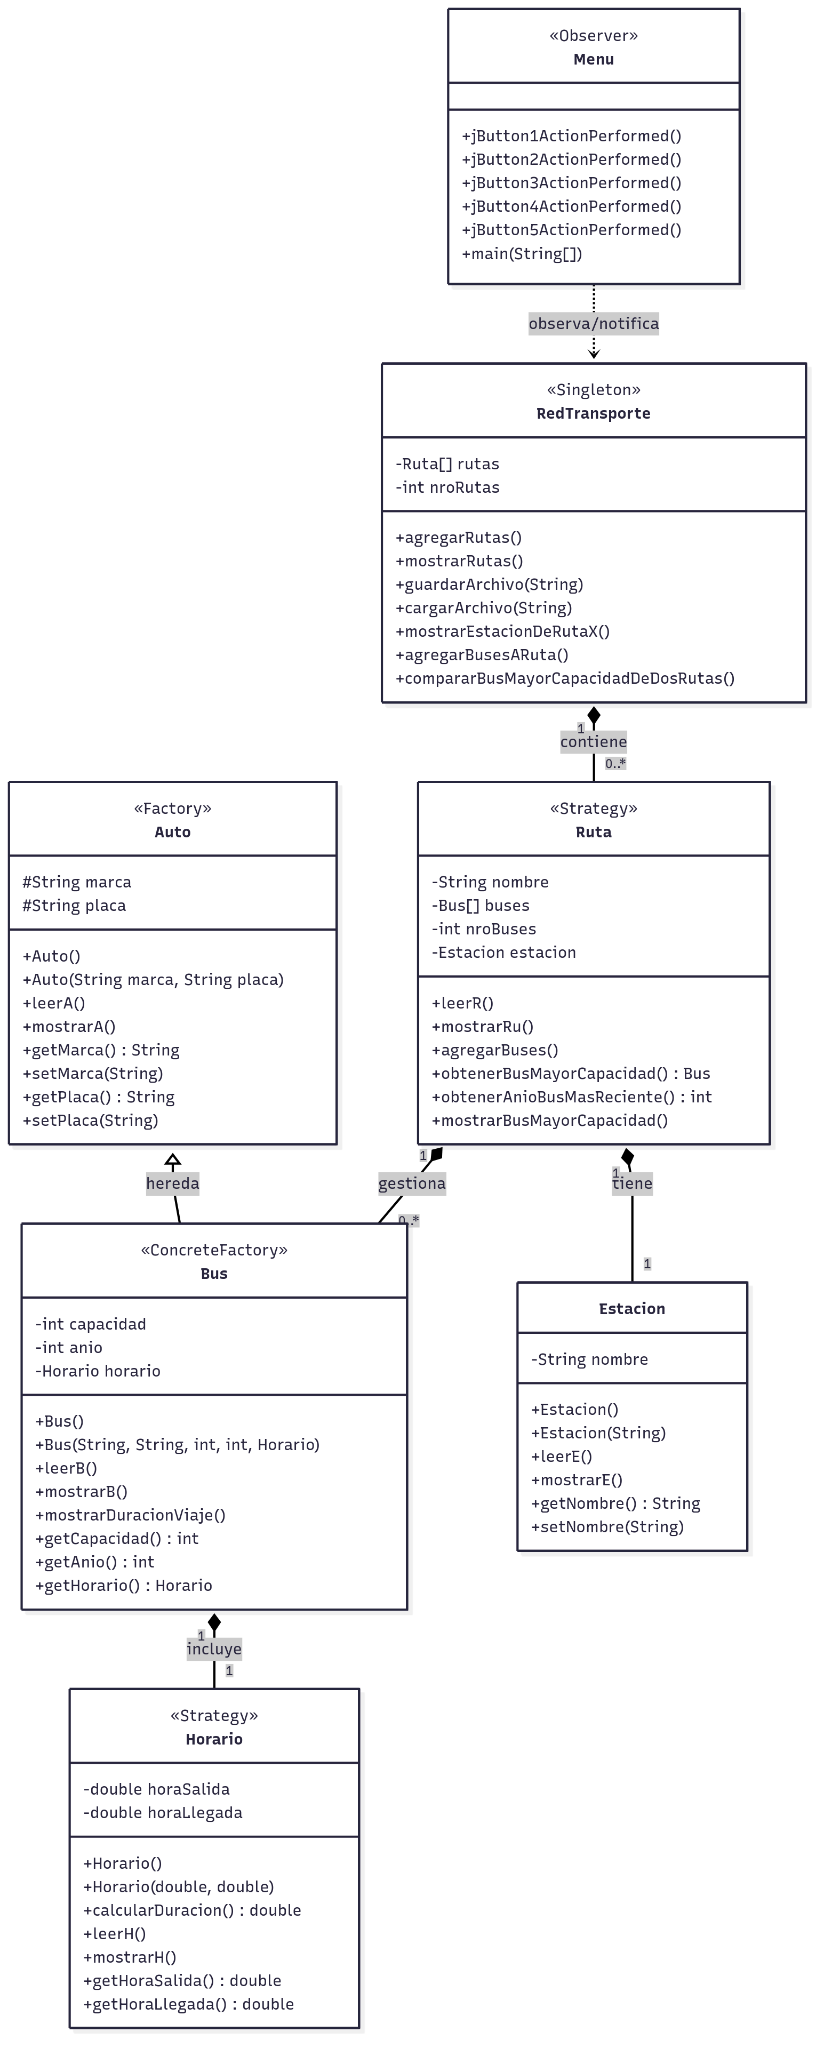 «Observer»
Menu
+jButton1ActionPerformed()
+jButton2ActionPerformed()
+jButton3ActionPerformed()
+jButton4ActionPerformed()
+jButton5ActionPerformed()
+main(String[])
observa/notifica
«Singleton»
RedTransporte
-Ruta[] rutas
-int nroRutas
+agregarRutas()
+mostrarRutas()
+guardarArchivo(String)
+cargarArchivo(String)
+mostrarEstacionDeRutaX()
+agregarBusesARuta()
+compararBusMayorCapacidadDeDosRutas()
1
contiene
0..*
«Factory»
Auto
#String marca
#String placa
+Auto()
+Auto(String marca, String placa)
+leerA()
+mostrarA()
+getMarca() : String
+setMarca(String)
+getPlaca() : String
+setPlaca(String)
«Strategy»
Ruta
-String nombre
-Bus[] buses
-int nroBuses
-Estacion estacion
+leerR()
+mostrarRu()
+agregarBuses()
+obtenerBusMayorCapacidad() : Bus
+obtenerAnioBusMasReciente() : int
+mostrarBusMayorCapacidad()
hereda
1
gestiona
0..*
1
tiene
1
«ConcreteFactory»
Bus
-int capacidad
-int anio
-Horario horario
+Bus()
+Bus(String, String, int, int, Horario)
+leerB()
+mostrarB()
+mostrarDuracionViaje()
+getCapacidad() : int
+getAnio() : int
+getHorario() : Horario
Estacion
-String nombre
+Estacion()
+Estacion(String)
+leerE()
+mostrarE()
+getNombre() : String
+setNombre(String)
1
incluye
1
«Strategy»
Horario
-double horaSalida
-double horaLlegada
+Horario()
+Horario(double, double)
+calcularDuracion() : double
+leerH()
+mostrarH()
+getHoraSalida() : double
+getHoraLlegada() : double